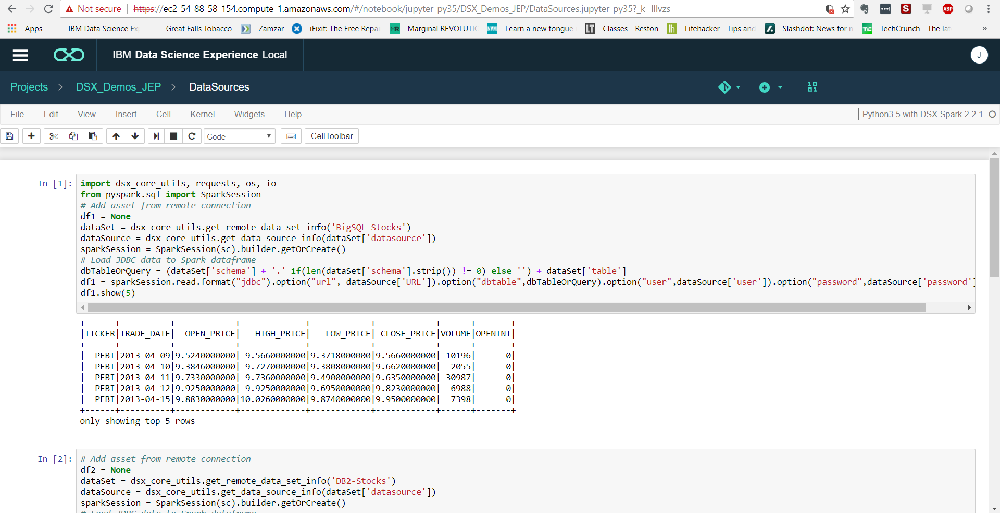 Not secure https://ec2-54-88-58-154.compute-1.amazonaws.com/#/notebook/jupyter-py35/DSX_Demos_JEP/DataSources.jupyter-py35?_k=lllvzs
Apps IBM Data Science Ex Great Falls Tobacco Zamzar iFixit: The Free Repai MR Marginal REVOLUTIC NVM Learn a new tongue LT Classes - Reston lh Lifehacker - Tips and Slashdot: News for n TC TechCrunch - The lat »
IBM Data Science Experience Local J
Projects > DSX_Demos_JEP > DataSources
File Edit View Insert Cell Kernel Widgets Help Python3.5 with DSX Spark 2.2.1
Code CellToolbar
In [1]: import dsx_core_utils, requests, os, io
from pyspark.sql import SparkSession
# Add asset from remote connection
df1 = None
dataSet = dsx_core_utils.get_remote_data_set_info('BigSQL-Stocks')
dataSource = dsx_core_utils.get_data_source_info(dataSet['datasource'])
sparkSession = SparkSession(sc).builder.getOrCreate()
# Load JDBC data to Spark dataframe
dbTableOrQuery = (dataSet['schema'] + '.' if(len(dataSet['schema'].strip()) != 0) else '') + dataSet['table']
df1 = sparkSession.read.format("jdbc").option("url", dataSource['URL']).option("dbtable",dbTableOrQuery).option("user",dataSource['user']).option("password",dataSource['password']
df1.show(5)
+------+----------+------------+-------------+------------+------------+------+-------+
|TICKER|TRADE_DATE|  OPEN_PRICE|   HIGH_PRICE|   LOW_PRICE| CLOSE_PRICE|VOLUME|OPENINT|
+------+----------+------------+-------------+------------+------------+------+-------+
|  PFBI|2013-04-09|9.5240000000| 9.5660000000|9.3718000000|9.5660000000| 10196|      0|
|  PFBI|2013-04-10|9.3846000000| 9.7270000000|9.3808000000|9.6620000000|  2055|      0|
|  PFBI|2013-04-11|9.7330000000| 9.7360000000|9.4900000000|9.6350000000| 30987|      0|
|  PFBI|2013-04-12|9.9250000000| 9.9250000000|9.6950000000|9.8230000000|  6988|      0|
|  PFBI|2013-04-15|9.8830000000|10.0260000000|9.8740000000|9.9500000000|  7398|      0|
+------+----------+------------+-------------+------------+------------+------+-------+
only showing top 5 rows
In [2]: # Add asset from remote connection
df2 = None
dataSet = dsx_core_utils.get_remote_data_set_info('DB2-Stocks')
dataSource = dsx_core_utils.get_data_source_info(dataSet['datasource'])
sparkSession = SparkSession(sc).builder.getOrCreate()
# Load JDBC data to Spark dataframe